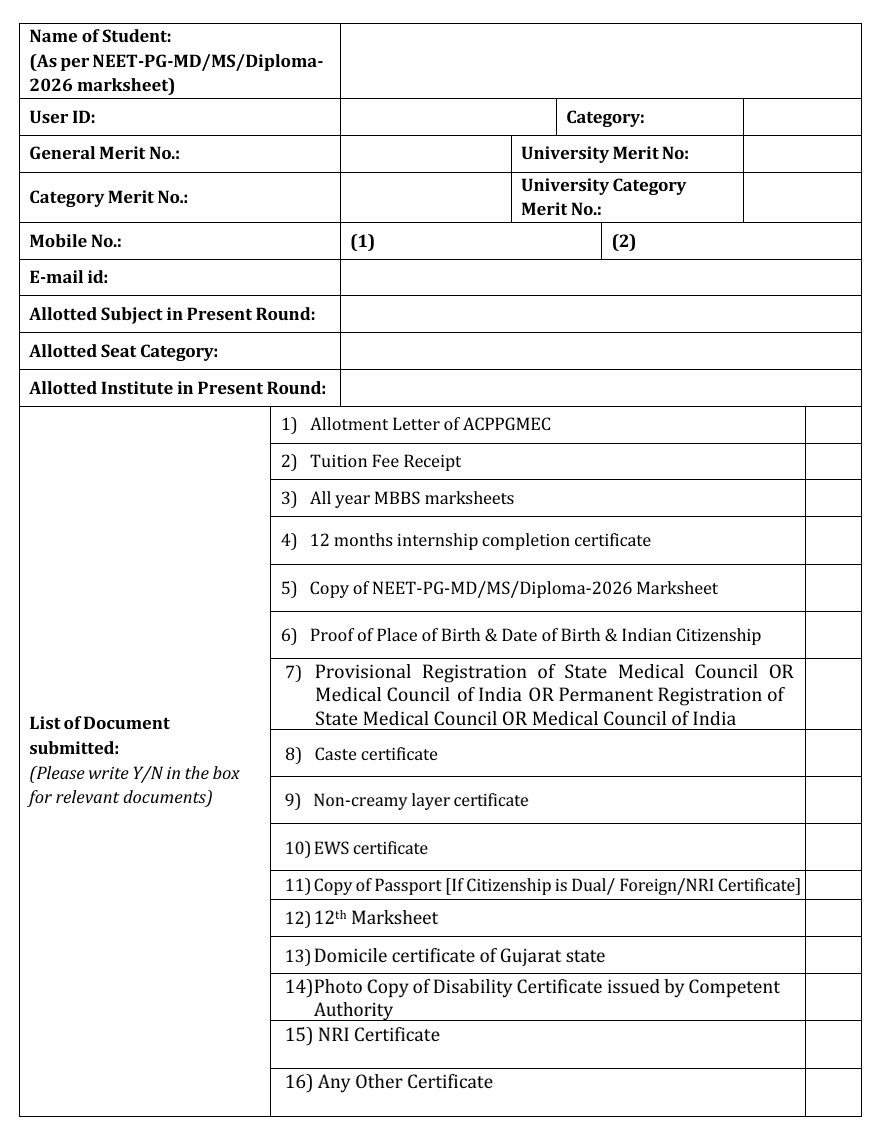 Name of Student:
(As per NEET-PG-MD/MS/Diploma-
2026 marksheet)
User ID:
Category:
General Merit No.:
University Merit No:
Category Merit No.:
University Category
Merit No.:
Mobile No.:
(1)
(2)
E-mail id:
Allotted Subject in Present Round:
Allotted Seat Category:
Allotted Institute in Present Round:
List of Document
submitted:
(Please write Y/N in the box
for relevant documents)
1) Allotment Letter of ACPPGMEC
2) Tuition Fee Receipt
3) All year MBBS marksheets
4) 12 months internship completion certificate
5) Copy of NEET-PG-MD/MS/Diploma-2026 Marksheet
6) Proof of Place of Birth & Date of Birth & Indian Citizenship
7) Provisional Registration of State Medical Council OR
Medical Council of India OR Permanent Registration of
State Medical Council OR Medical Council of India
8) Caste certificate
9) Non-creamy layer certificate
10) EWS certificate
11) Copy of Passport [If Citizenship is Dual/ Foreign/NRI Certificate]
12) 12th Marksheet
13) Domicile certificate of Gujarat state
14)Photo Copy of Disability Certificate issued by Competent
Authority
15) NRI Certificate
16) Any Other Certificate